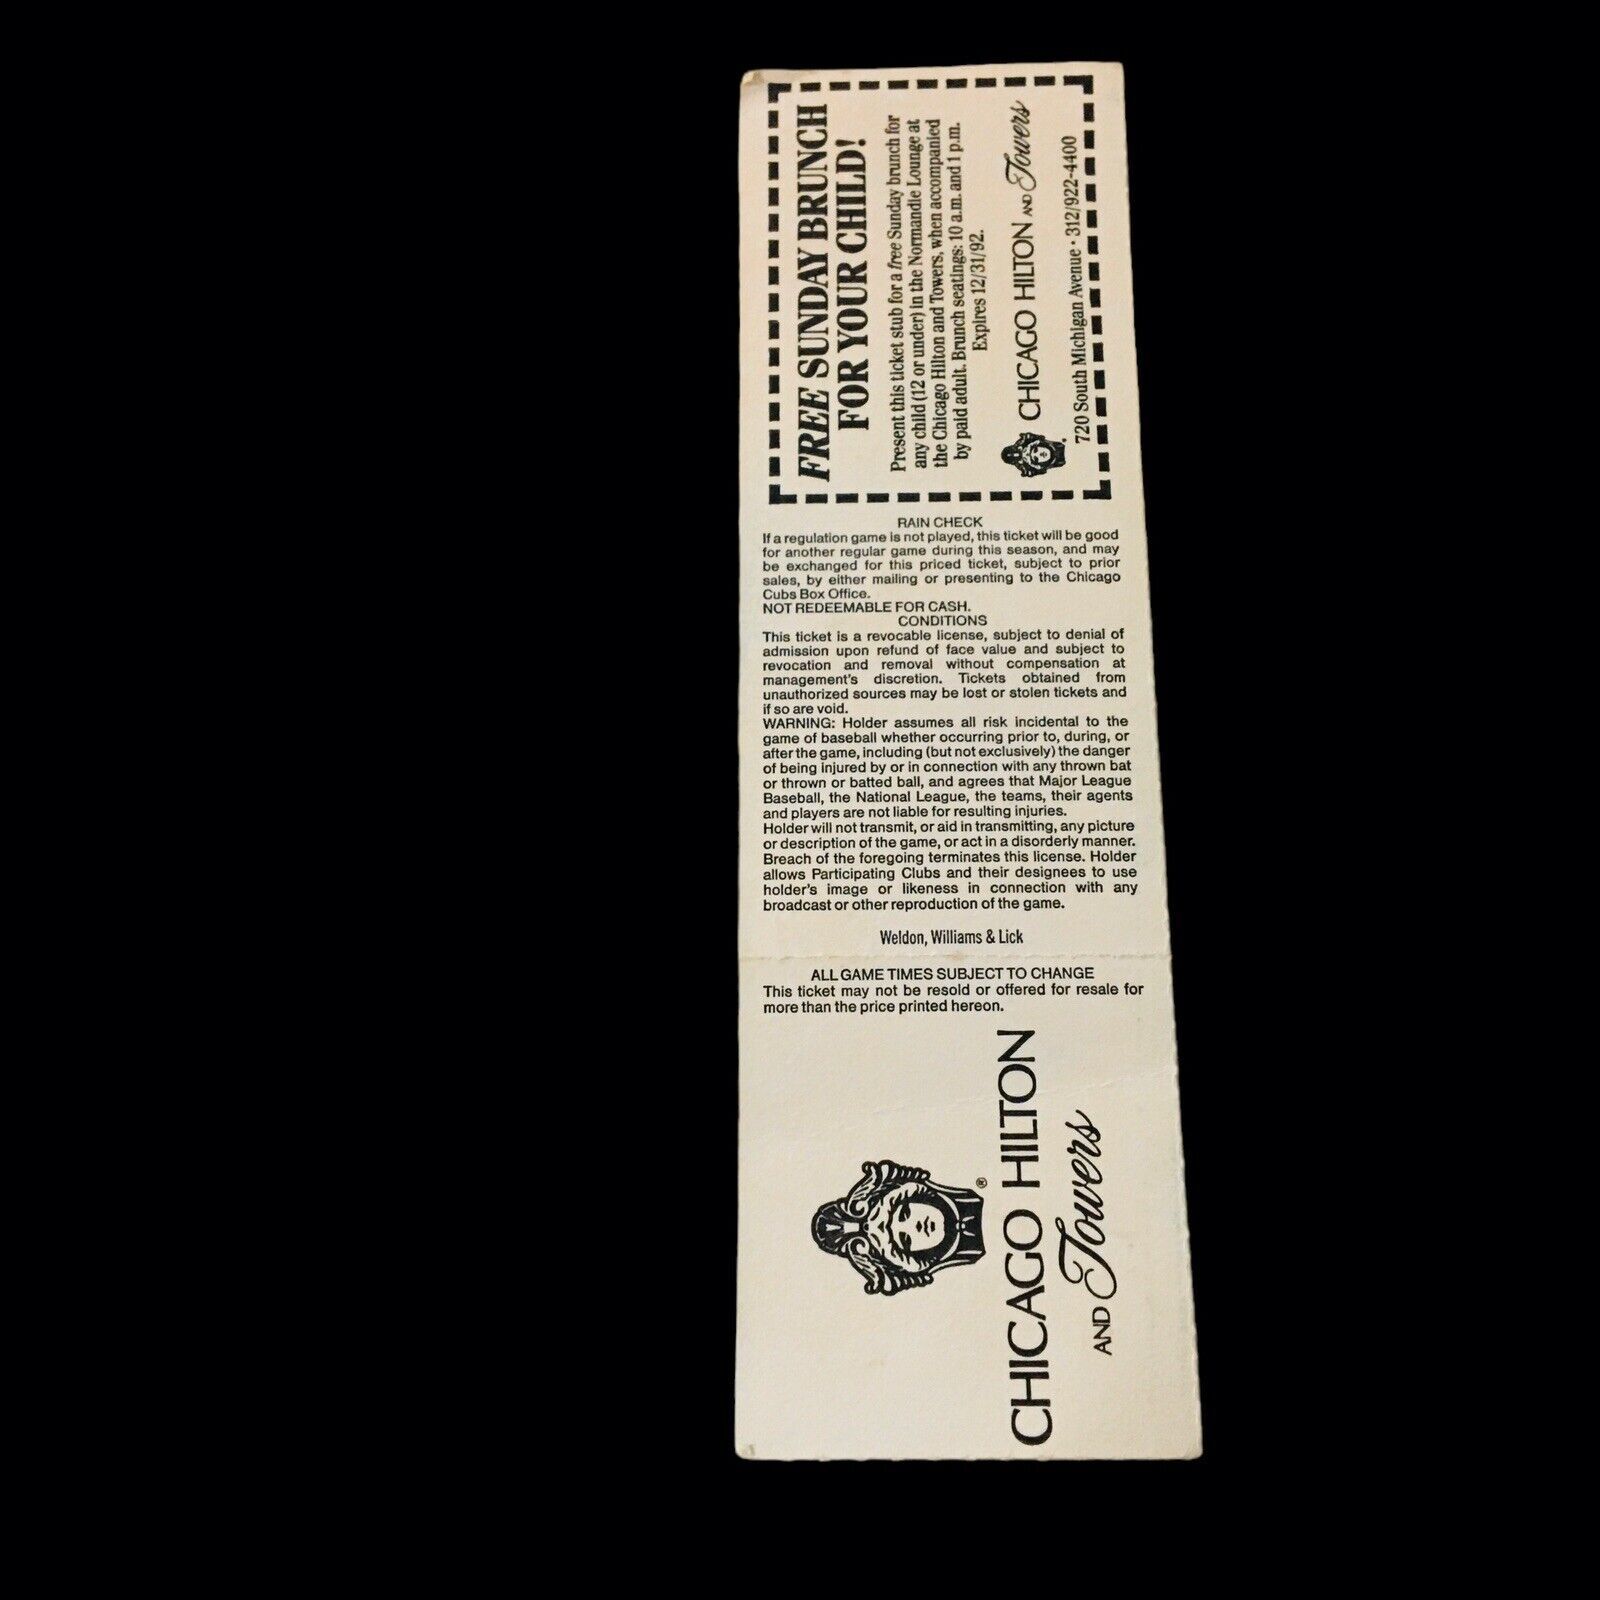 FREE SUNDAY BRUNCH
FOR YOUR CHILD!
Present this ticket stub for a free Sunday brunch for
any child (12 or under) in the Normandie Lounge at
the Chicago Hilton and Towers, when accompanied
by paid adult. Brunch seatings: 10 a.m. and 1 p.m.
Expires 12/31/92.
CHICAGO HILTON AND Towers
720 South Michigan Avenue · 312/922-4400
RAIN CHECK
If a regulation game is not played, this ticket will be good
for another regular game during this season, and may
be exchanged for this priced ticket, subject to prior
sales, by either mailing or presenting to the Chicago
Cubs Box Office.
NOT REDEEMABLE FOR CASH.
CONDITIONS
This ticket is a revocable license, subject to denial of
admission upon refund of face value and subject to
revocation and removal without compensation at
management's discretion. Tickets obtained from
unauthorized sources may be lost or stolen tickets and
if so are void.
WARNING: Holder assumes all risk incidental to the
game of baseball whether occurring prior to, during, or
after the game, including (but not exclusively) the danger
of being injured by or in connection with any thrown bat
or thrown or batted ball, and agrees that Major League
Baseball, the National League, the teams, their agents
and players are not liable for resulting injuries.
Holder will not transmit, or aid in transmitting, any picture
or description of the game, or act in a disorderly manner.
Breach of the foregoing terminates this license. Holder
allows Participating Clubs and their designees to use
holder's image or likeness in connection with any
broadcast or other reproduction of the game.
Weldon, Williams & Lick
ALL GAME TIMES SUBJECT TO CHANGE
This ticket may not be resold or offered for resale for
more than the price printed hereon.
®
CHICAGO HILTON
AND Towers